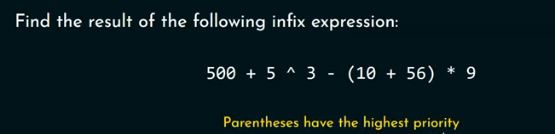 Find the result of the following infix expression:
500 + 5 ^ 3 - (10 + 56) * 9
Parentheses have the highest priority